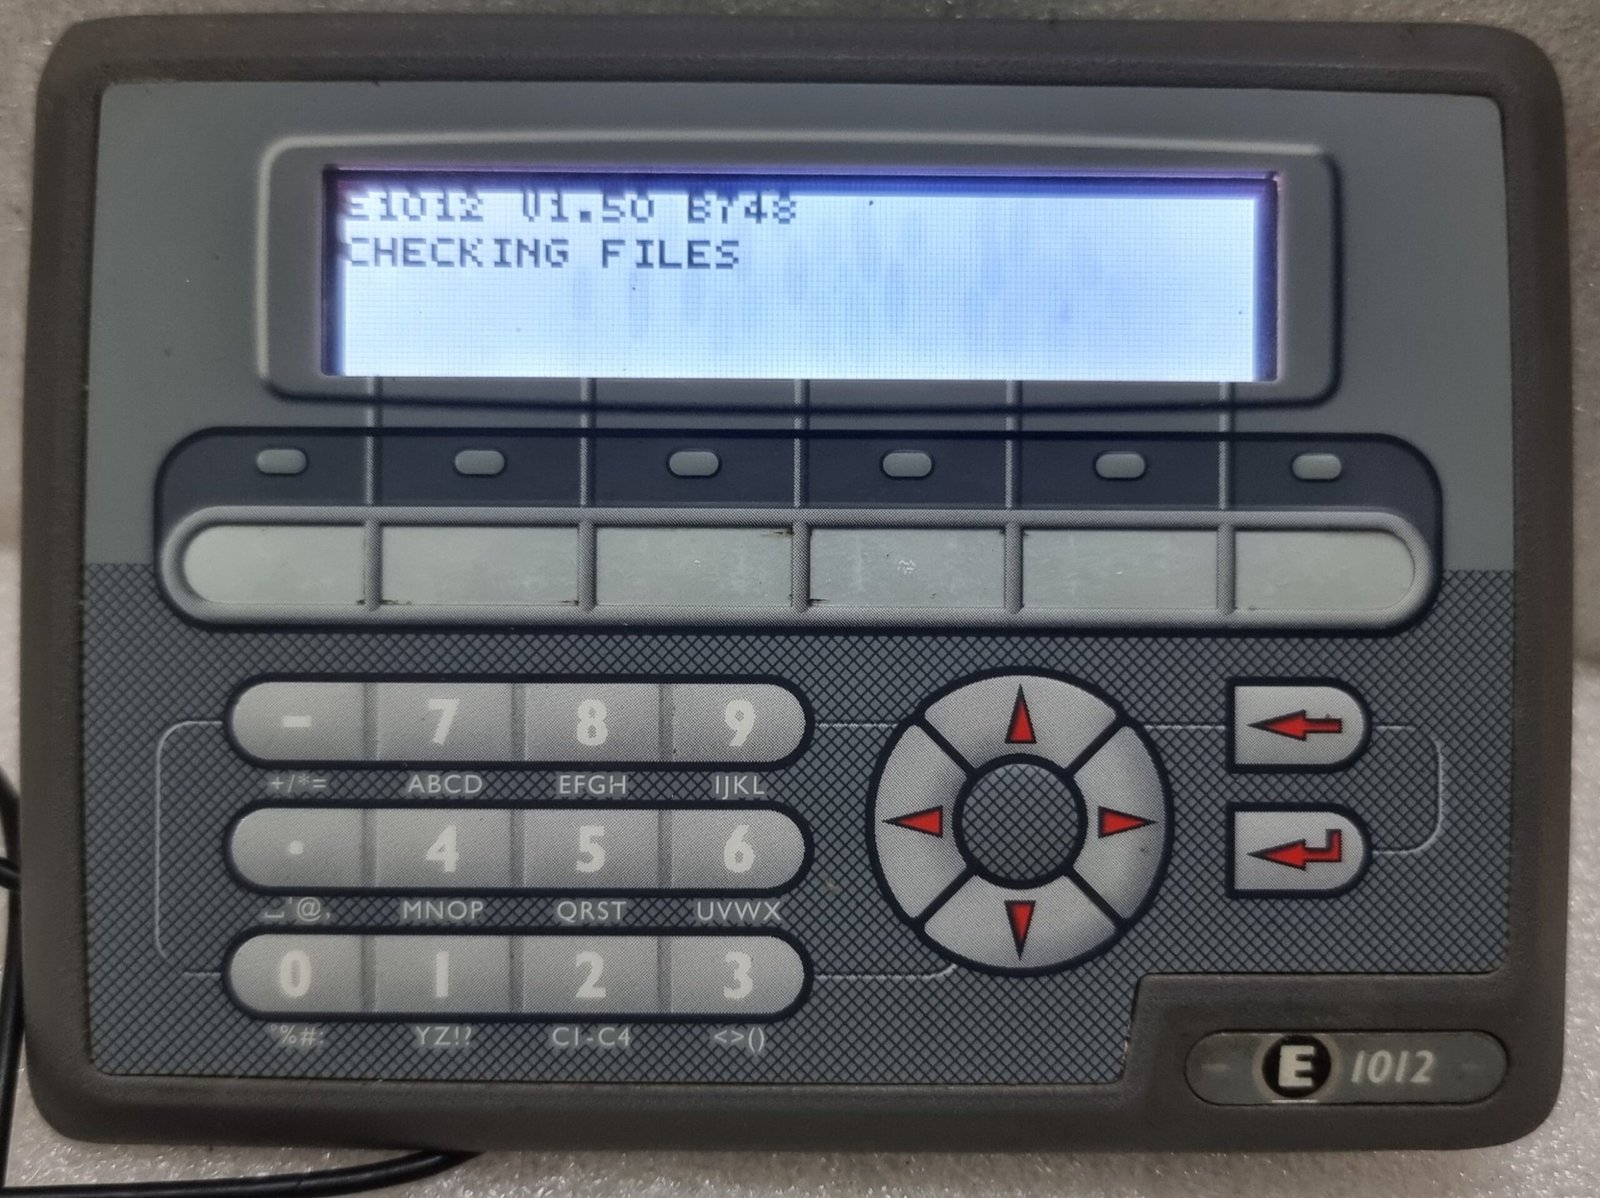 E1012 V1.50 B748
CHECKING FILES
- 7 8 9
+/*= ABCD EFGH IJKL
. 4 5 6
⎵'@, MNOP QRST UVWX
0 1 2 3
°%#: YZ!? C1-C4 <>()
E 1012